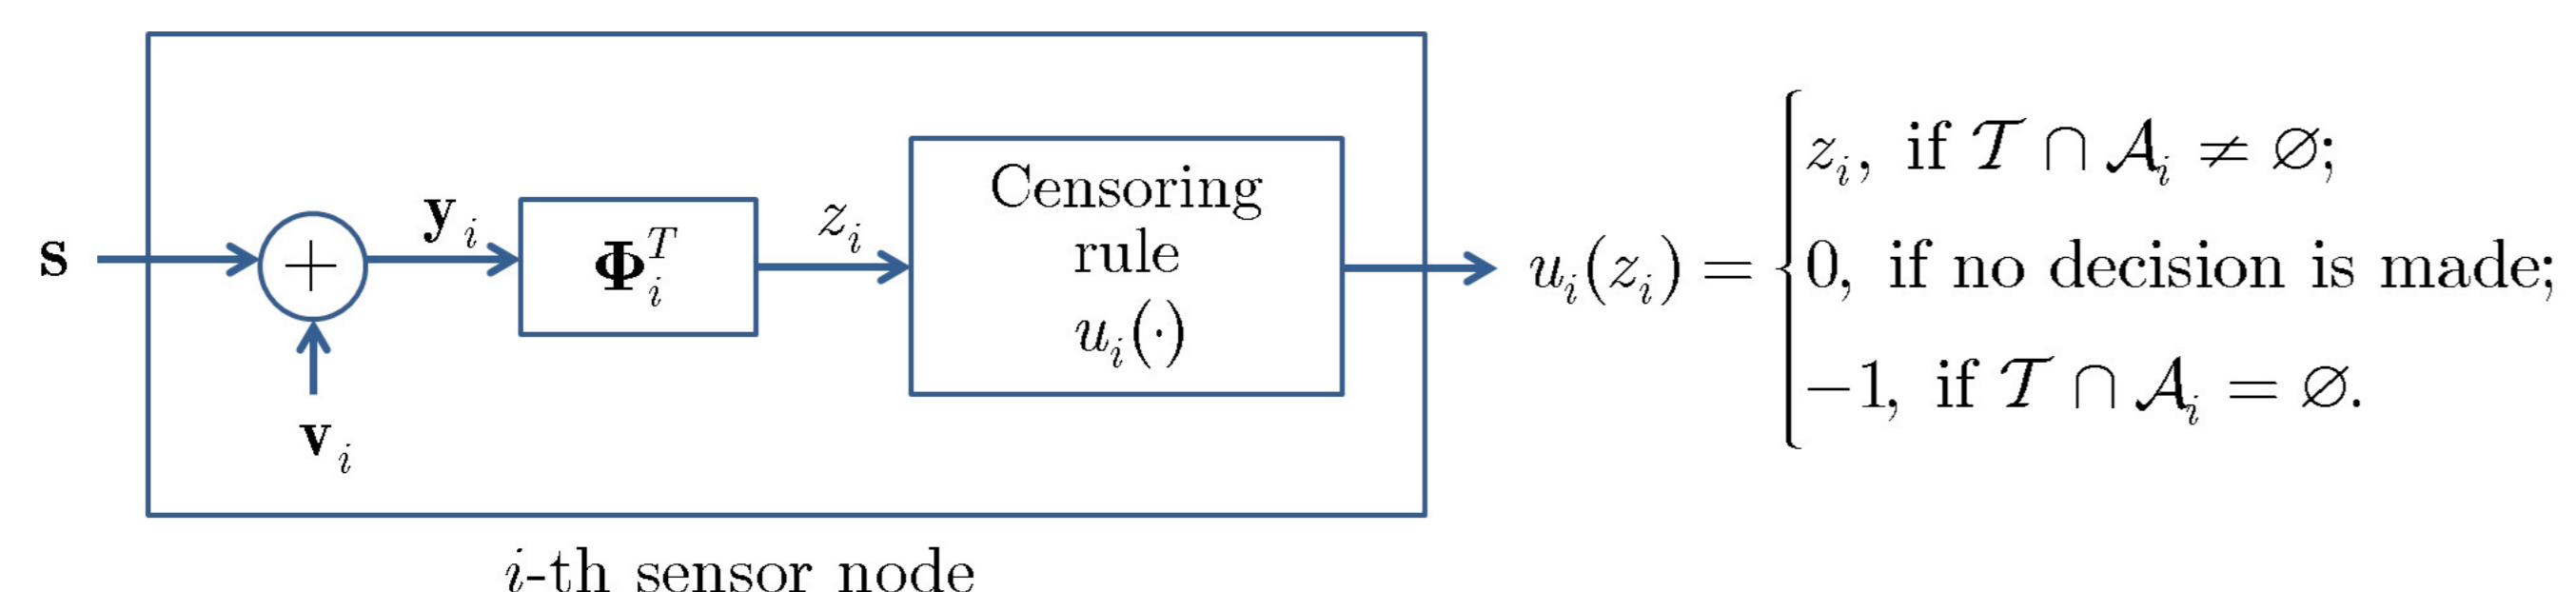 s
+
v_i
y_i
Φ_i^T
z_i
Censoring
rule
u_i(·)
u_i(z_i) = { z_i, if 𝒯 ∩ 𝒜_i ≠ ∅;
0, if no decision is made;
−1, if 𝒯 ∩ 𝒜_i = ∅.
i-th sensor node